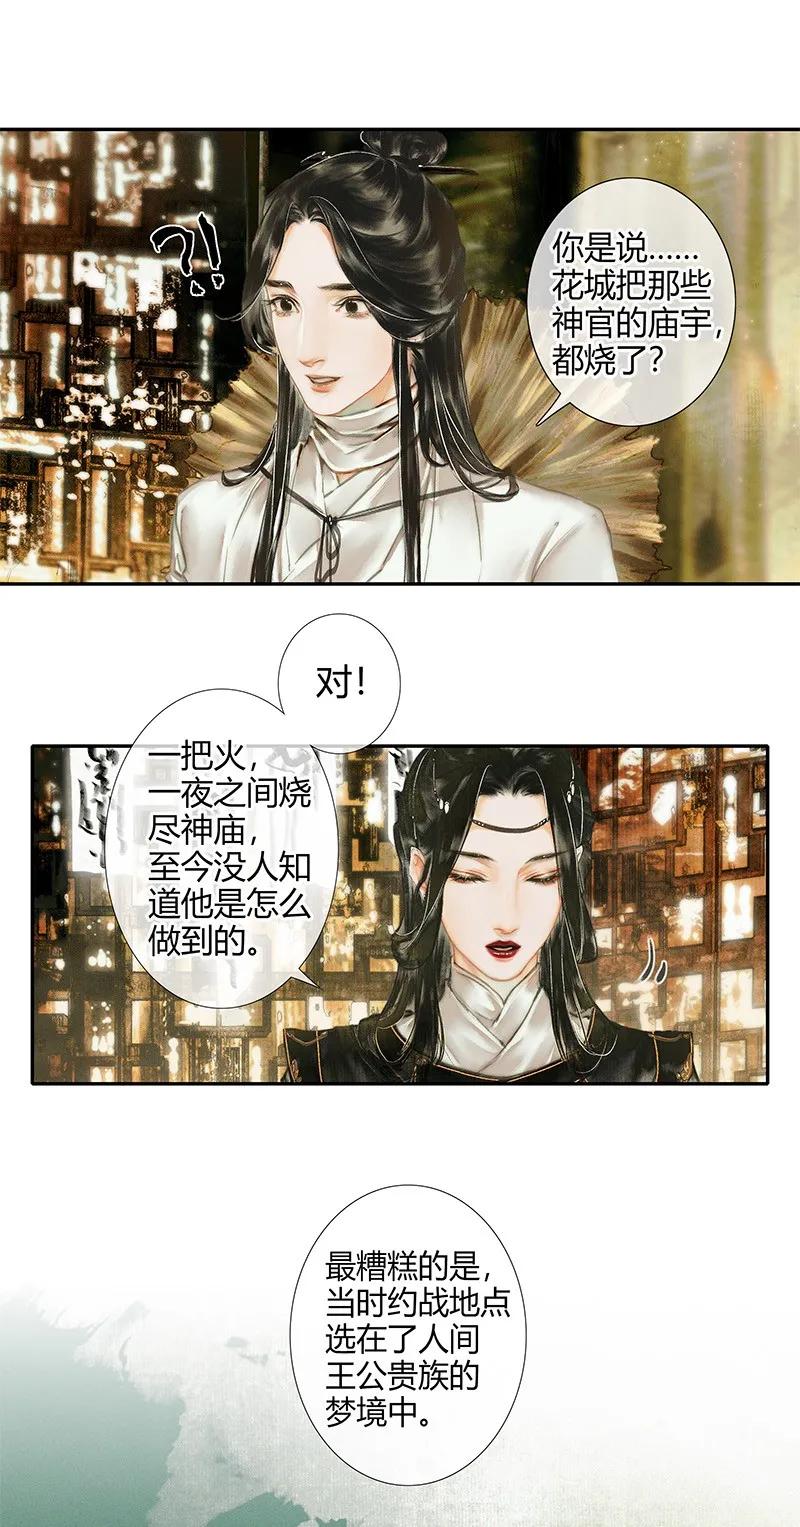 ?!
你是说……
花城把那些
神官的庙宇，
都烧了？
对！
一把火，
一夜之间烧
尽神庙，
至今没人知
道他是怎么
做到的。
最糟糕的是，
当时约战地点
选在了人间
王公贵族的
梦境中。